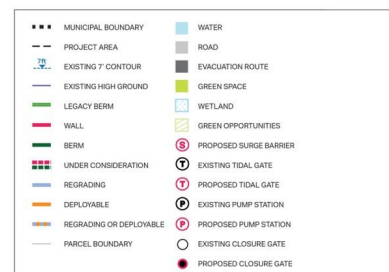 MUNICIPAL BOUNDARY
PROJECT AREA
7ft
EXISTING 7' CONTOUR
EXISTING HIGH GROUND
LEGACY BERM
WALL
BERM
UNDER CONSIDERATION
REGRADING
DEPLOYABLE
REGRADING OR DEPLOYABLE
PARCEL BOUNDARY
WATER
ROAD
EVACUATION ROUTE
GREEN SPACE
WETLAND
GREEN OPPORTUNITIES
S PROPOSED SURGE BARRIER
T EXISTING TIDAL GATE
T PROPOSED TIDAL GATE
P EXISTING PUMP STATION
P PROPOSED PUMP STATION
EXISTING CLOSURE GATE
PROPOSED CLOSURE GATE